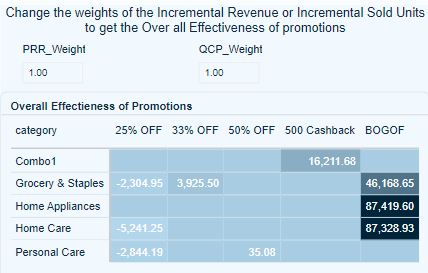 Change the weights of the Incremental Revenue or Incremental Sold Units
to get the Over all Effectiveness of promotions
PRR_Weight QCP_Weight
1.00 1.00
Overall Effectieness of Promotions
category 25% OFF 33% OFF 50% OFF 500 Cashback BOGOF
Combo1 16,211.68
Grocery & Staples -2,304.95 3,925.50 46,168.65
Home Appliances 87,419.60
Home Care -5,241.25 87,328.93
Personal Care -2,844.19 35.08